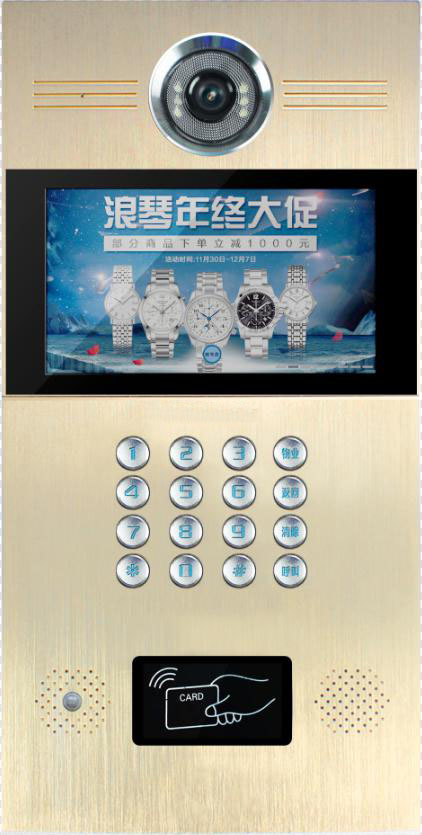 浪琴年终大促
部分商品下单立减1000元
活动时间:11月30日-12月7日
1 2 3 物业
4 5 6 返回
7 8 9 清除
* 0 # 呼叫
CARD